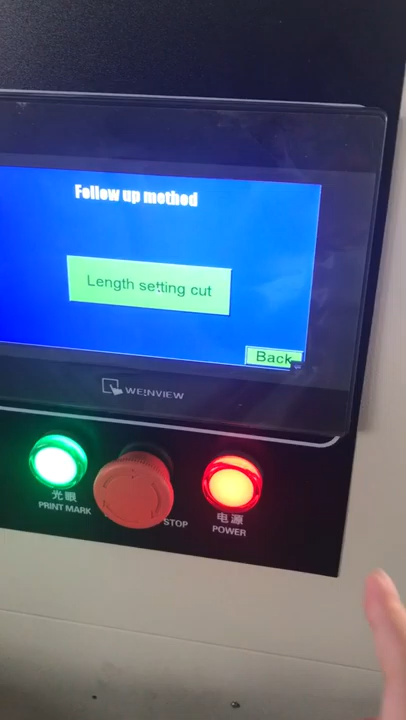 Follow up method
Length setting cut
Back
WEINVIEW
光眼
PRINT MARK
STOP
电源
POWER